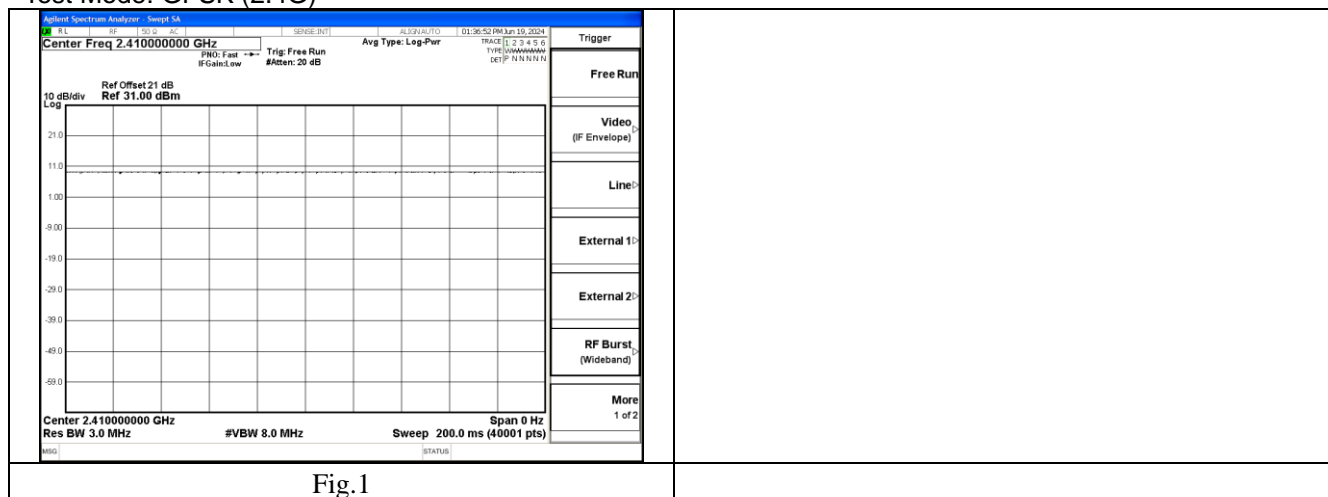 Test Mode: GFSK (2.4G)
Agilent Spectrum Analyzer - Swept SA
RL RF 50 Ω AC SENSE:INT ALIGNAUTO 01:36:52 PM Jun 19, 2024
Center Freq 2.410000000 GHz Avg Type: Log-Pwr TRACE 1 2 3 4 5 6
PNO: Fast Trig: Free Run TYPE
IFGain:Low #Atten: 20 dB DET P N N N N N
Trigger
Ref Offset 21 dB
10 dB/div Ref 31.00 dBm
Log
21.0
11.0
1.00
-9.00
-19.0
-29.0
-39.0
-49.0
-59.0
Center 2.410000000 GHz Span 0 Hz
Res BW 3.0 MHz #VBW 8.0 MHz Sweep 200.0 ms (40001 pts)
MSG STATUS
Free Run
Video
(IF Envelope)
Line
External 1
External 2
RF Burst
(Wideband)
More
1 of 2
Fig.1